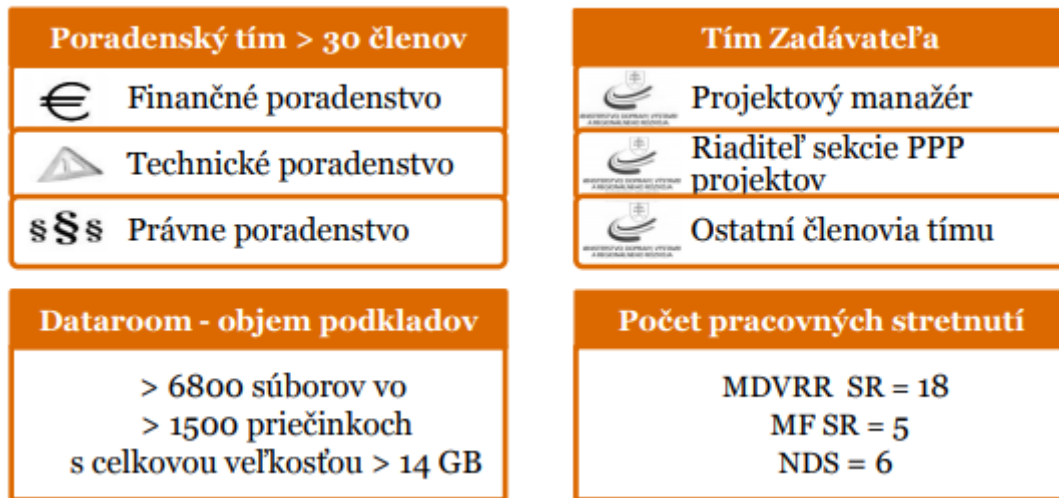 Poradenský tím > 30 členov
Finančné poradenstvo
Technické poradenstvo
§§§ Právne poradenstvo
Tím Zadávateľa
Projektový manažér
Riaditeľ sekcie PPP
projektov
Ostatní členovia tímu
Dataroom - objem podkladov
> 6800 súborov vo
> 1500 priečinkoch
s celkovou veľkosťou > 14 GB
Počet pracovných stretnutí
MDVRR SR = 18
MF SR = 5
NDS = 6